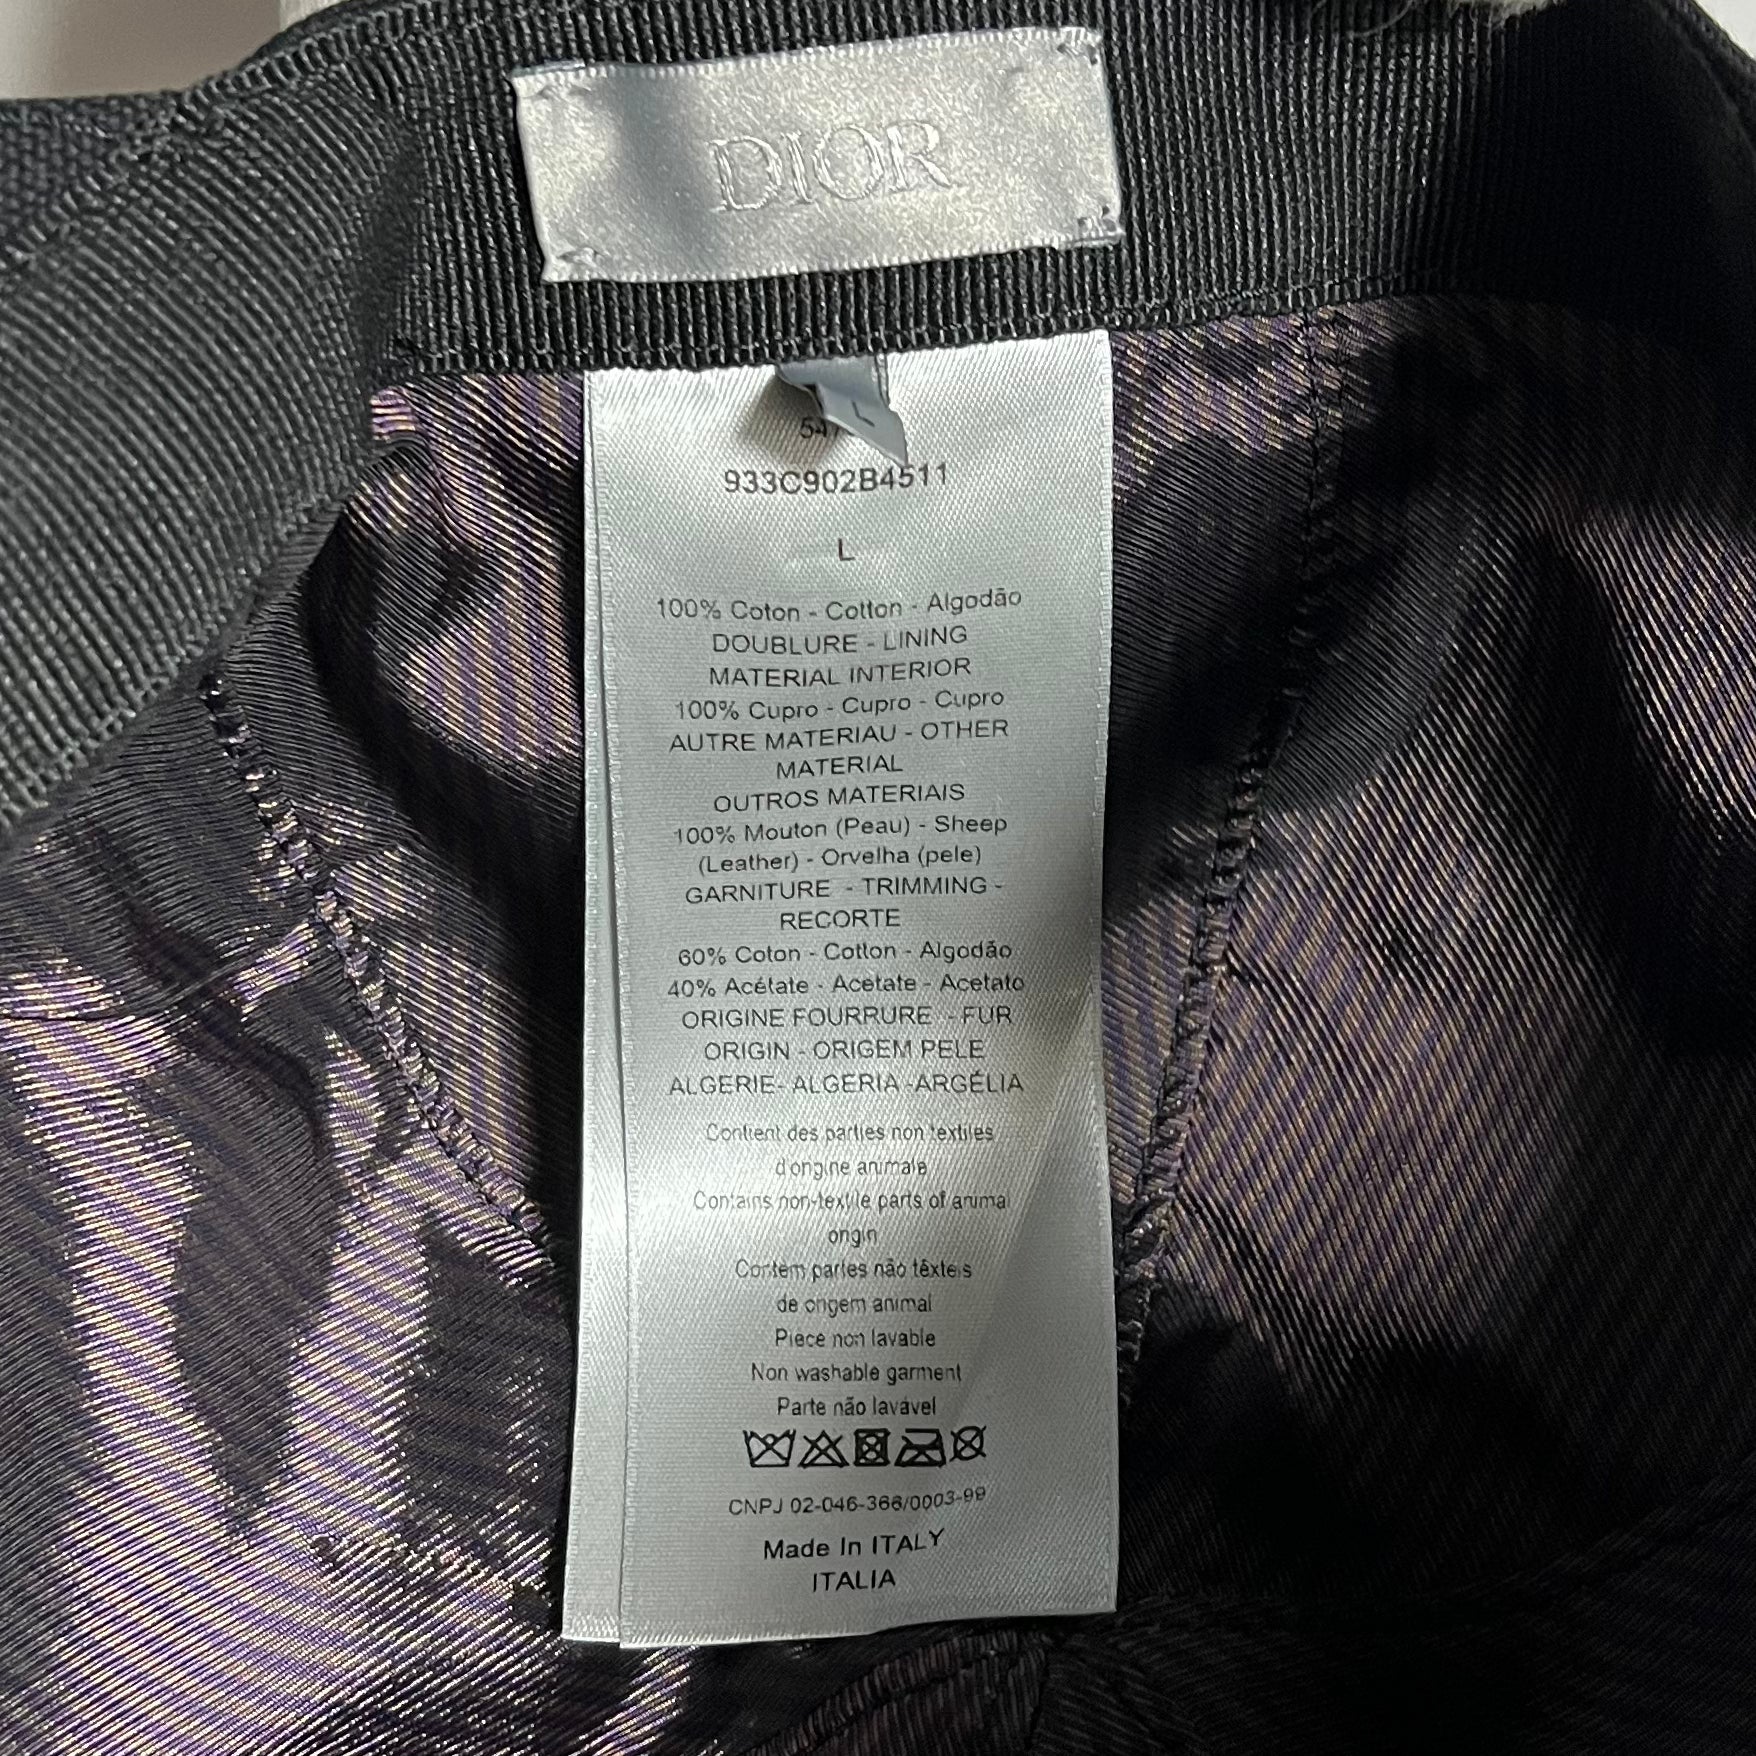 DIOR
L
933C902B4511
L
100% Coton - Cotton - Algodão
DOUBLURE - LINING
MATERIAL INTERIOR
100% Cupro - Cupro - Cupro
AUTRE MATERIAU - OTHER
MATERIAL
OUTROS MATERIAIS
100% Mouton (Peau) - Sheep
(Leather) - Orvelha (pele)
GARNITURE - TRIMMING -
RECORTE
60% Coton - Cotton - Algodão
40% Acétate - Acetate - Acetato
ORIGINE FOURRURE - FUR
ORIGIN - ORIGEM PELE
ALGERIE- ALGERIA -ARGÉLIA
Contient des parties non textiles
d'origine animale
Contains non-textile parts of animal
origin
Contém partes não têxteis
de origem animal
Pièce non lavable
Non washable garment
Parte não lavável
CNPJ 02-046-366/0003-99
Made In ITALY
ITALIA